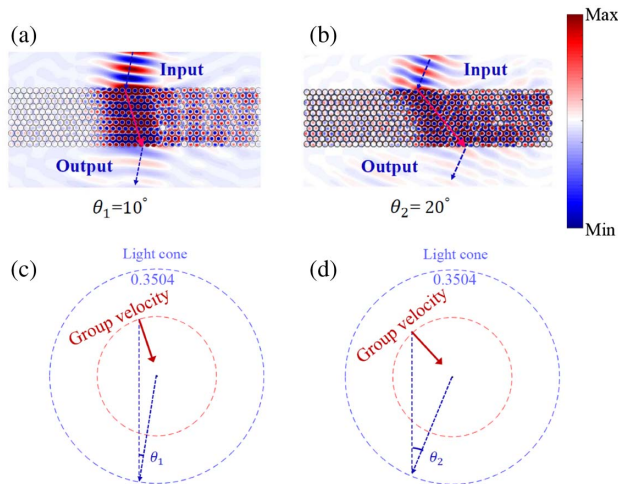 (a)
Input
Output
θ₁=10°
(b)
Input
Output
θ₂=20°
Max
Min
(c)
Light cone
0.3504
Group velocity
θ₁
(d)
Light cone
0.3504
Group velocity
θ₂